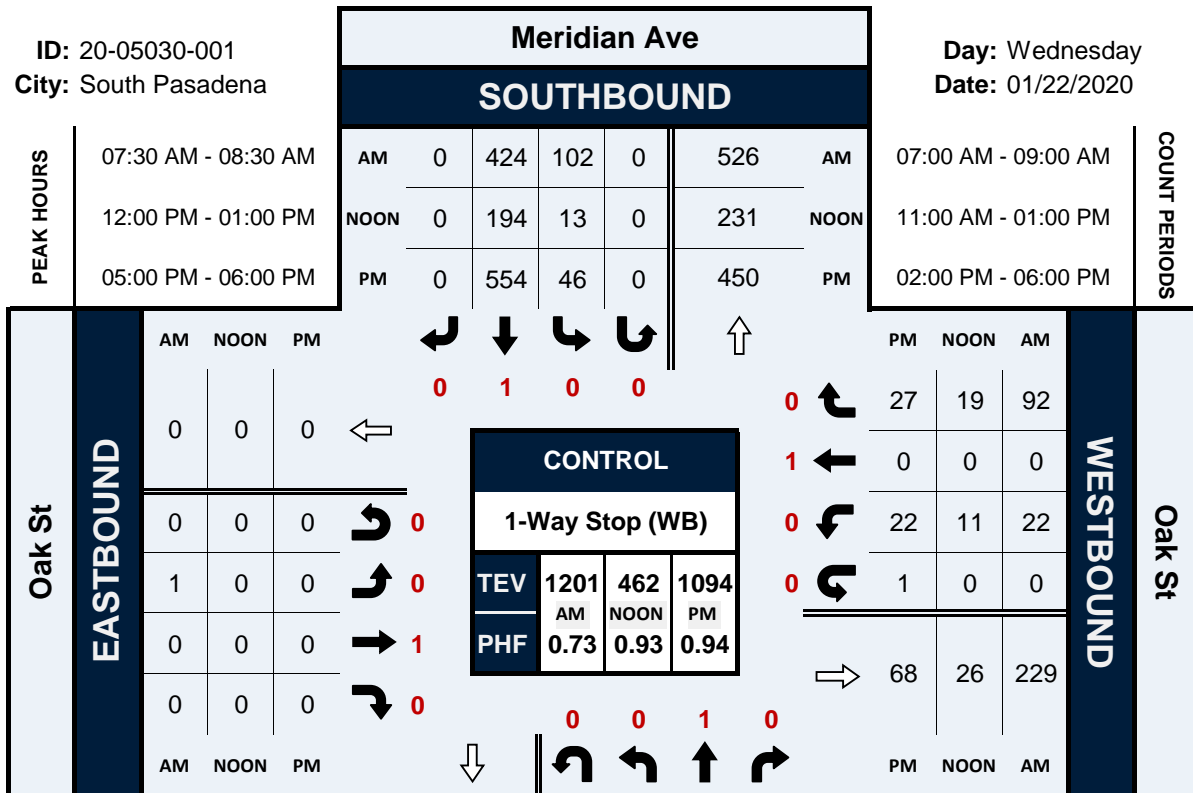 ID: 20-05030-001
City: South Pasadena
Meridian Ave
SOUTHBOUND
Day: Wednesday
Date: 01/22/2020
PEAK HOURS
07:30 AM - 08:30 AM
12:00 PM - 01:00 PM
05:00 PM - 06:00 PM
AM 0 424 102 0 526 AM
NOON 0 194 13 0 231 NOON
PM 0 554 46 0 450 PM
07:00 AM - 09:00 AM
11:00 AM - 01:00 PM
02:00 PM - 06:00 PM
COUNT PERIODS
0 1 0 0
Oak St
EASTBOUND
AM NOON PM
0 0 0
0 0 0 0
1 0 0 0
0 0 0 1
0 0 0 0
AM NOON PM
CONTROL
1-Way Stop (WB)
TEV 1201 462 1094
AM NOON PM
PHF 0.73 0.93 0.94
PM NOON AM
0 27 19 92
1 0 0 0
0 22 11 22
0 1 0 0
68 26 229
PM NOON AM
WESTBOUND
Oak St
0 0 1 0